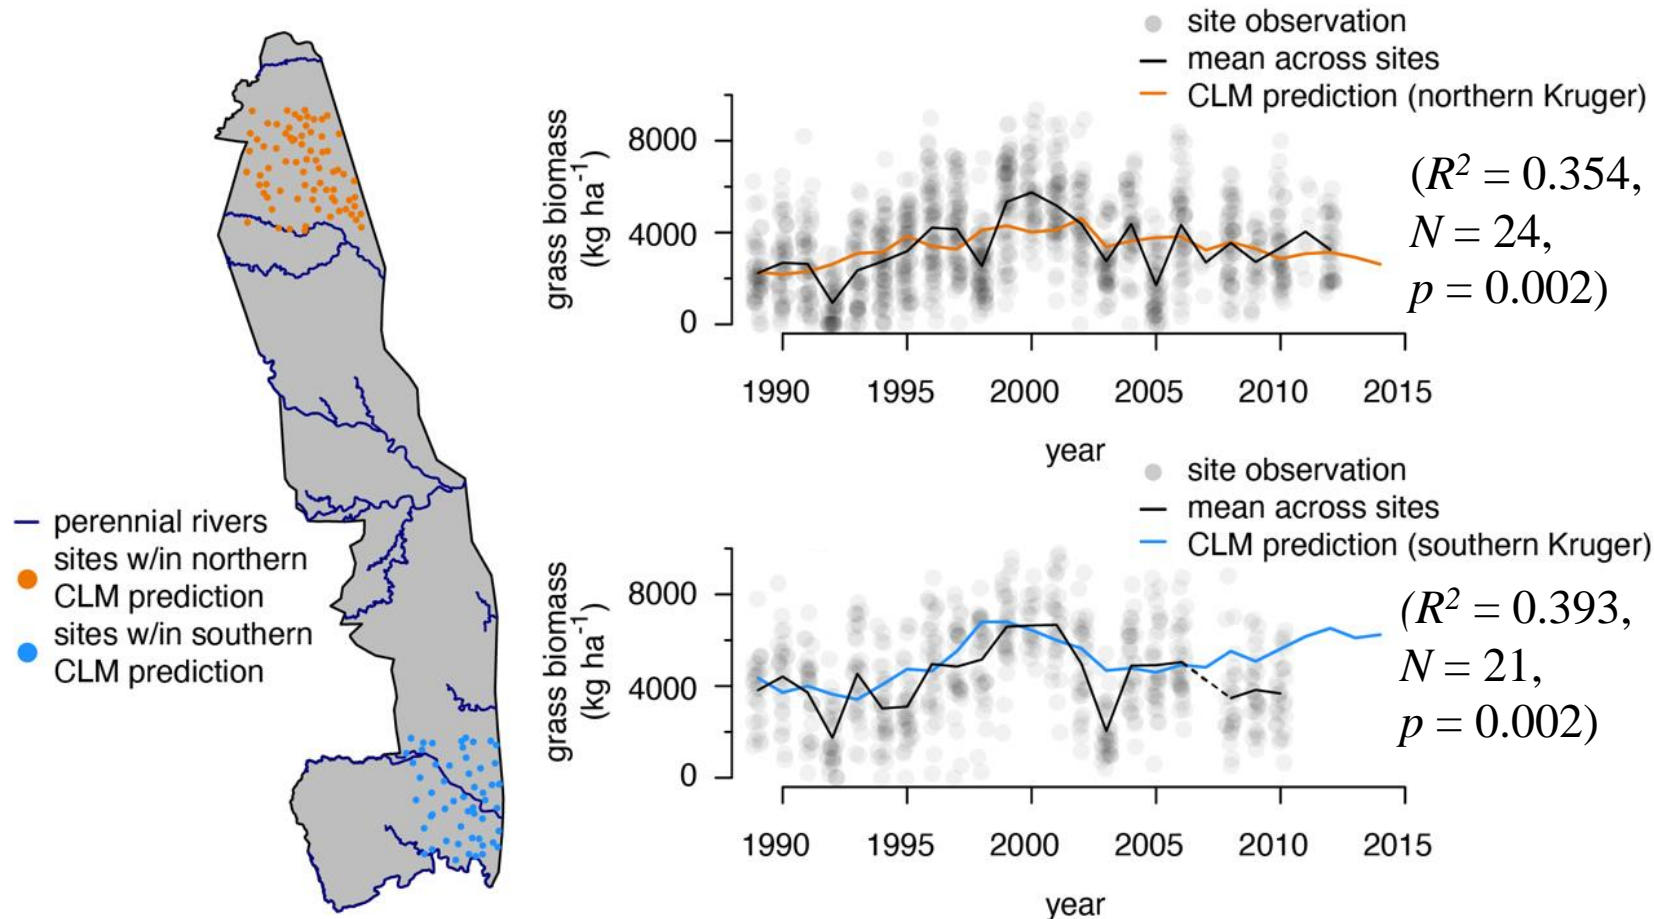 perennial rivers
sites w/in northern
CLM prediction
sites w/in southern
CLM prediction
site observation
mean across sites
CLM prediction (northern Kruger)
grass biomass
(kg ha⁻¹)
8000
4000
0
1990 1995 2000 2005 2010 2015
year
(R² = 0.354,
N = 24,
p = 0.002)
site observation
mean across sites
CLM prediction (southern Kruger)
grass biomass
(kg ha⁻¹)
8000
4000
0
1990 1995 2000 2005 2010 2015
year
(R² = 0.393,
N = 21,
p = 0.002)